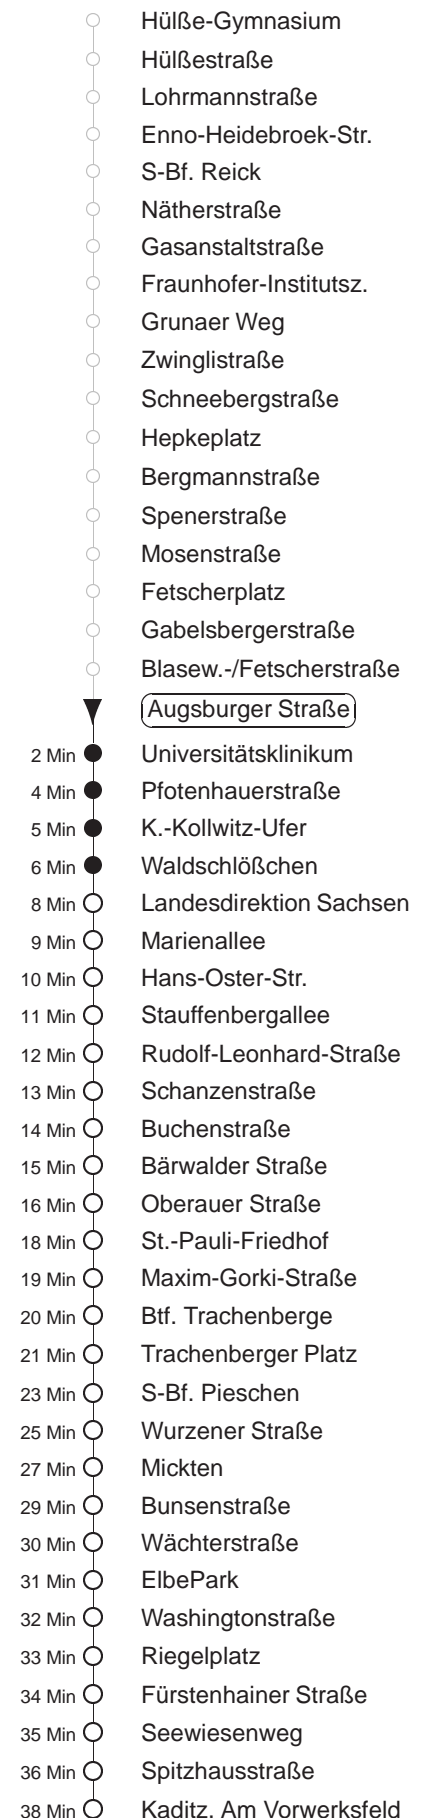 Hülße-Gymnasium
Hülßestraße
Lohrmannstraße
Enno-Heidebroek-Str.
S-Bf. Reick
Nätherstraße
Gasanstaltstraße
Fraunhofer-Institutsz.
Grunaer Weg
Zwinglistraße
Schneebergstraße
Hepkeplatz
Bergmannstraße
Spenerstraße
Mosenstraße
Fetscherplatz
Gabelsbergerstraße
Blasew.-/Fetscherstraße
Augsburger Straße
2 Min Universitätsklinikum
4 Min Pfotenhauerstraße
5 Min K.-Kollwitz-Ufer
6 Min Waldschlößchen
8 Min Landesdirektion Sachsen
9 Min Marienallee
10 Min Hans-Oster-Str.
11 Min Stauffenbergallee
12 Min Rudolf-Leonhard-Straße
13 Min Schanzenstraße
14 Min Buchenstraße
15 Min Bärwalder Straße
16 Min Oberauer Straße
18 Min St.-Pauli-Friedhof
19 Min Maxim-Gorki-Straße
20 Min Btf. Trachenberge
21 Min Trachenberger Platz
23 Min S-Bf. Pieschen
25 Min Wurzener Straße
27 Min Mickten
29 Min Bunsenstraße
30 Min Wächterstraße
31 Min ElbePark
32 Min Washingtonstraße
33 Min Riegelplatz
34 Min Fürstenhainer Straße
35 Min Seewiesenweg
36 Min Spitzhausstraße
38 Min Kaditz, Am Vorwerksfeld